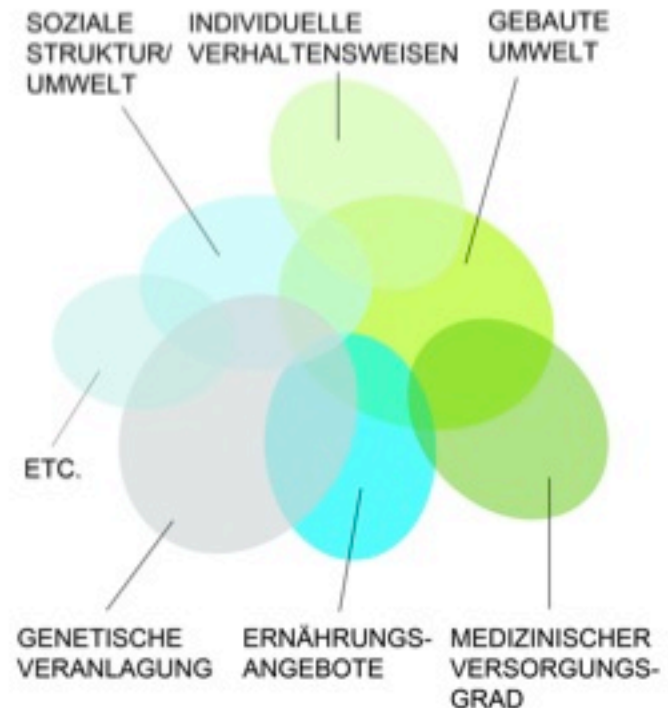 SOZIALE
STRUKTUR/
UMWELT
INDIVIDUELLE
VERHALTENSWEISEN
GEBAUTE
UMWELT
ETC.
GENETISCHE
VERANLAGUNG
ERNÄHRUNGS-
ANGEBOTE
MEDIZINISCHER
VERSORGUNGS-
GRAD